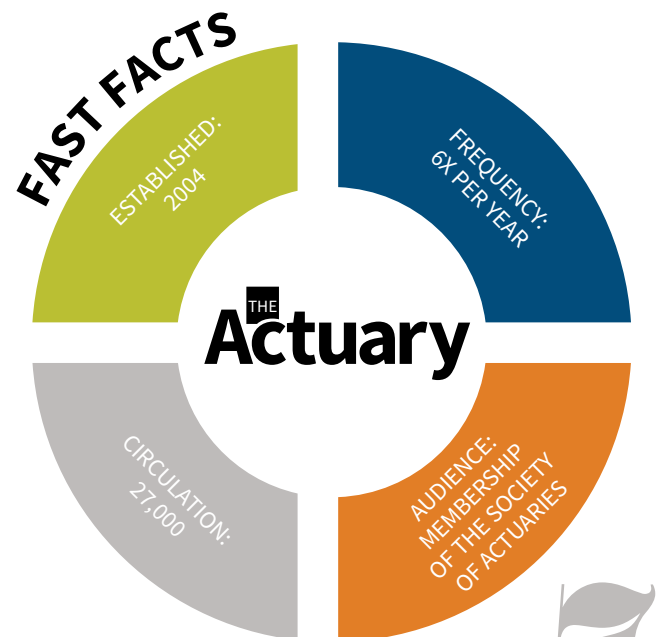 FAST FACTS
ESTABLISHED:
2004
FREQUENCY:
6X PER YEAR
THE
Actuary
CIRCULATION:
27,000
AUDIENCE:
MEMBERSHIP
OF THE SOCIETY
OF ACTUARIES